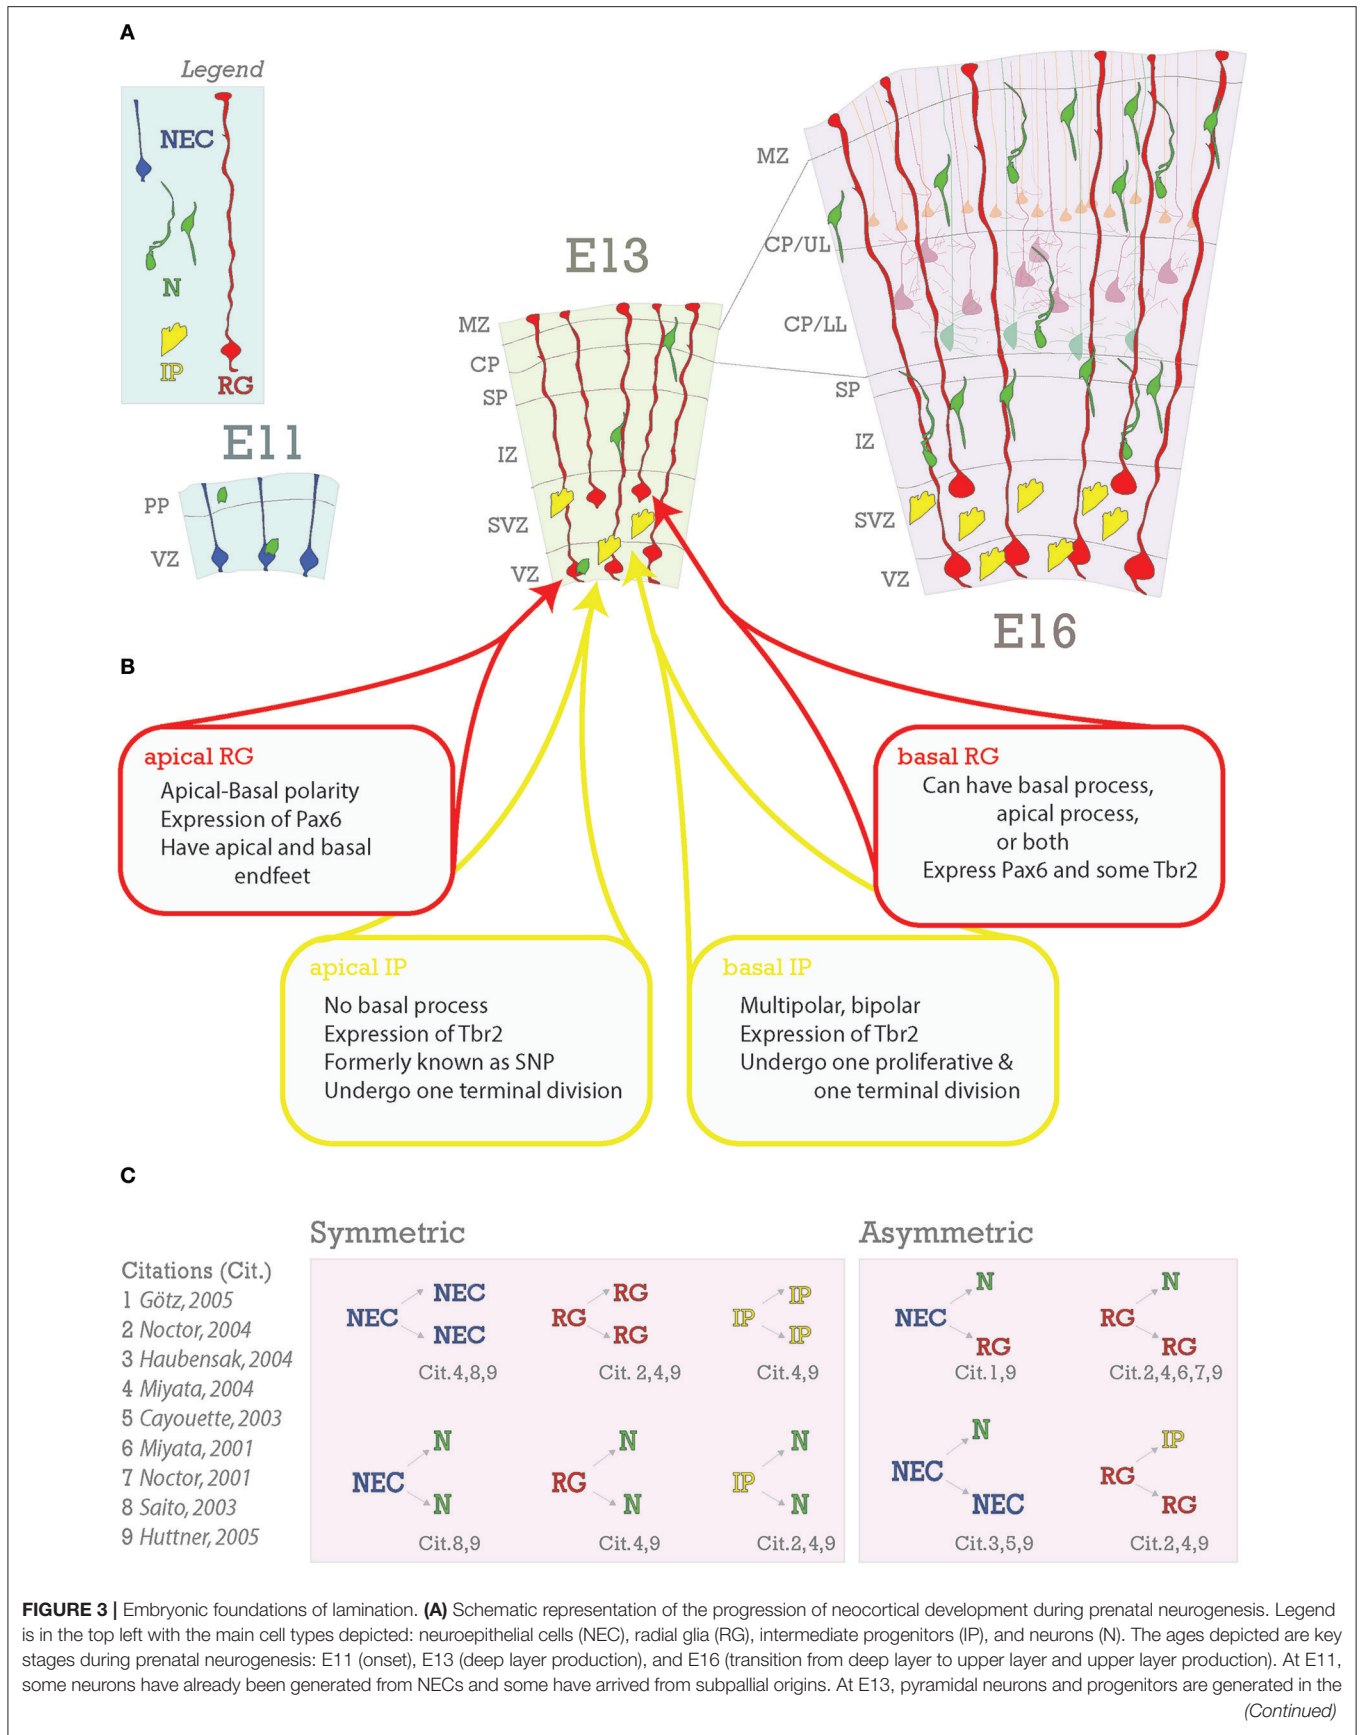 A
Legend
NEC
N
IP
RG
E11
PP
VZ
E13
MZ
CP
SP
IZ
SVZ
VZ
MZ
CP/UL
CP/LL
SP
IZ
SVZ
VZ
E16
B
apical RG
Apical-Basal polarity
Expression of Pax6
Have apical and basal
endfeet
basal RG
Can have basal process,
apical process,
or both
Express Pax6 and some Tbr2
apical IP
No basal process
Expression of Tbr2
Formerly known as SNP
Undergo one terminal division
basal IP
Multipolar, bipolar
Expression of Tbr2
Undergo one proliferative &
one terminal division
C
Citations (Cit.)
1 Götz, 2005
2 Noctor, 2004
3 Haubensak, 2004
4 Miyata, 2004
5 Cayouette, 2003
6 Miyata, 2001
7 Noctor, 2001
8 Saito, 2003
9 Huttner, 2005
Symmetric
NEC
NEC
NEC
Cit.4,8,9
RG
RG
RG
Cit. 2,4,9
IP
IP
IP
Cit.4,9
N
NEC
N
Cit.8,9
N
RG
N
Cit.4,9
N
IP
N
Cit.2,4,9
Asymmetric
N
NEC
RG
Cit.1,9
N
RG
RG
Cit.2,4,6,7,9
N
NEC
NEC
Cit.3,5,9
IP
RG
RG
Cit.2,4,9
FIGURE 3 | Embryonic foundations of lamination. (A) Schematic representation of the progression of neocortical development during prenatal neurogenesis. Legend
is in the top left with the main cell types depicted: neuroepithelial cells (NEC), radial glia (RG), intermediate progenitors (IP), and neurons (N). The ages depicted are key
stages during prenatal neurogenesis: E11 (onset), E13 (deep layer production), and E16 (transition from deep layer to upper layer and upper layer production). At E11,
some neurons have already been generated from NECs and some have arrived from subpallial origins. At E13, pyramidal neurons and progenitors are generated in the
(Continued)